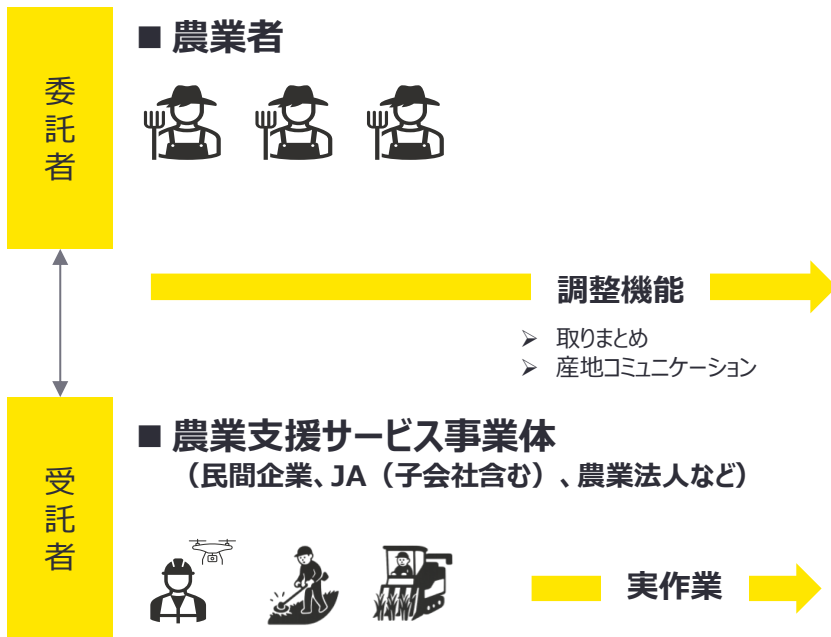 委託者
■ 農業者
調整機能
➢ 取りまとめ
➢ 産地コミュニケーション
受託者
■ 農業支援サービス事業体
（民間企業、JA（子会社含む）、農業法人など）
実作業